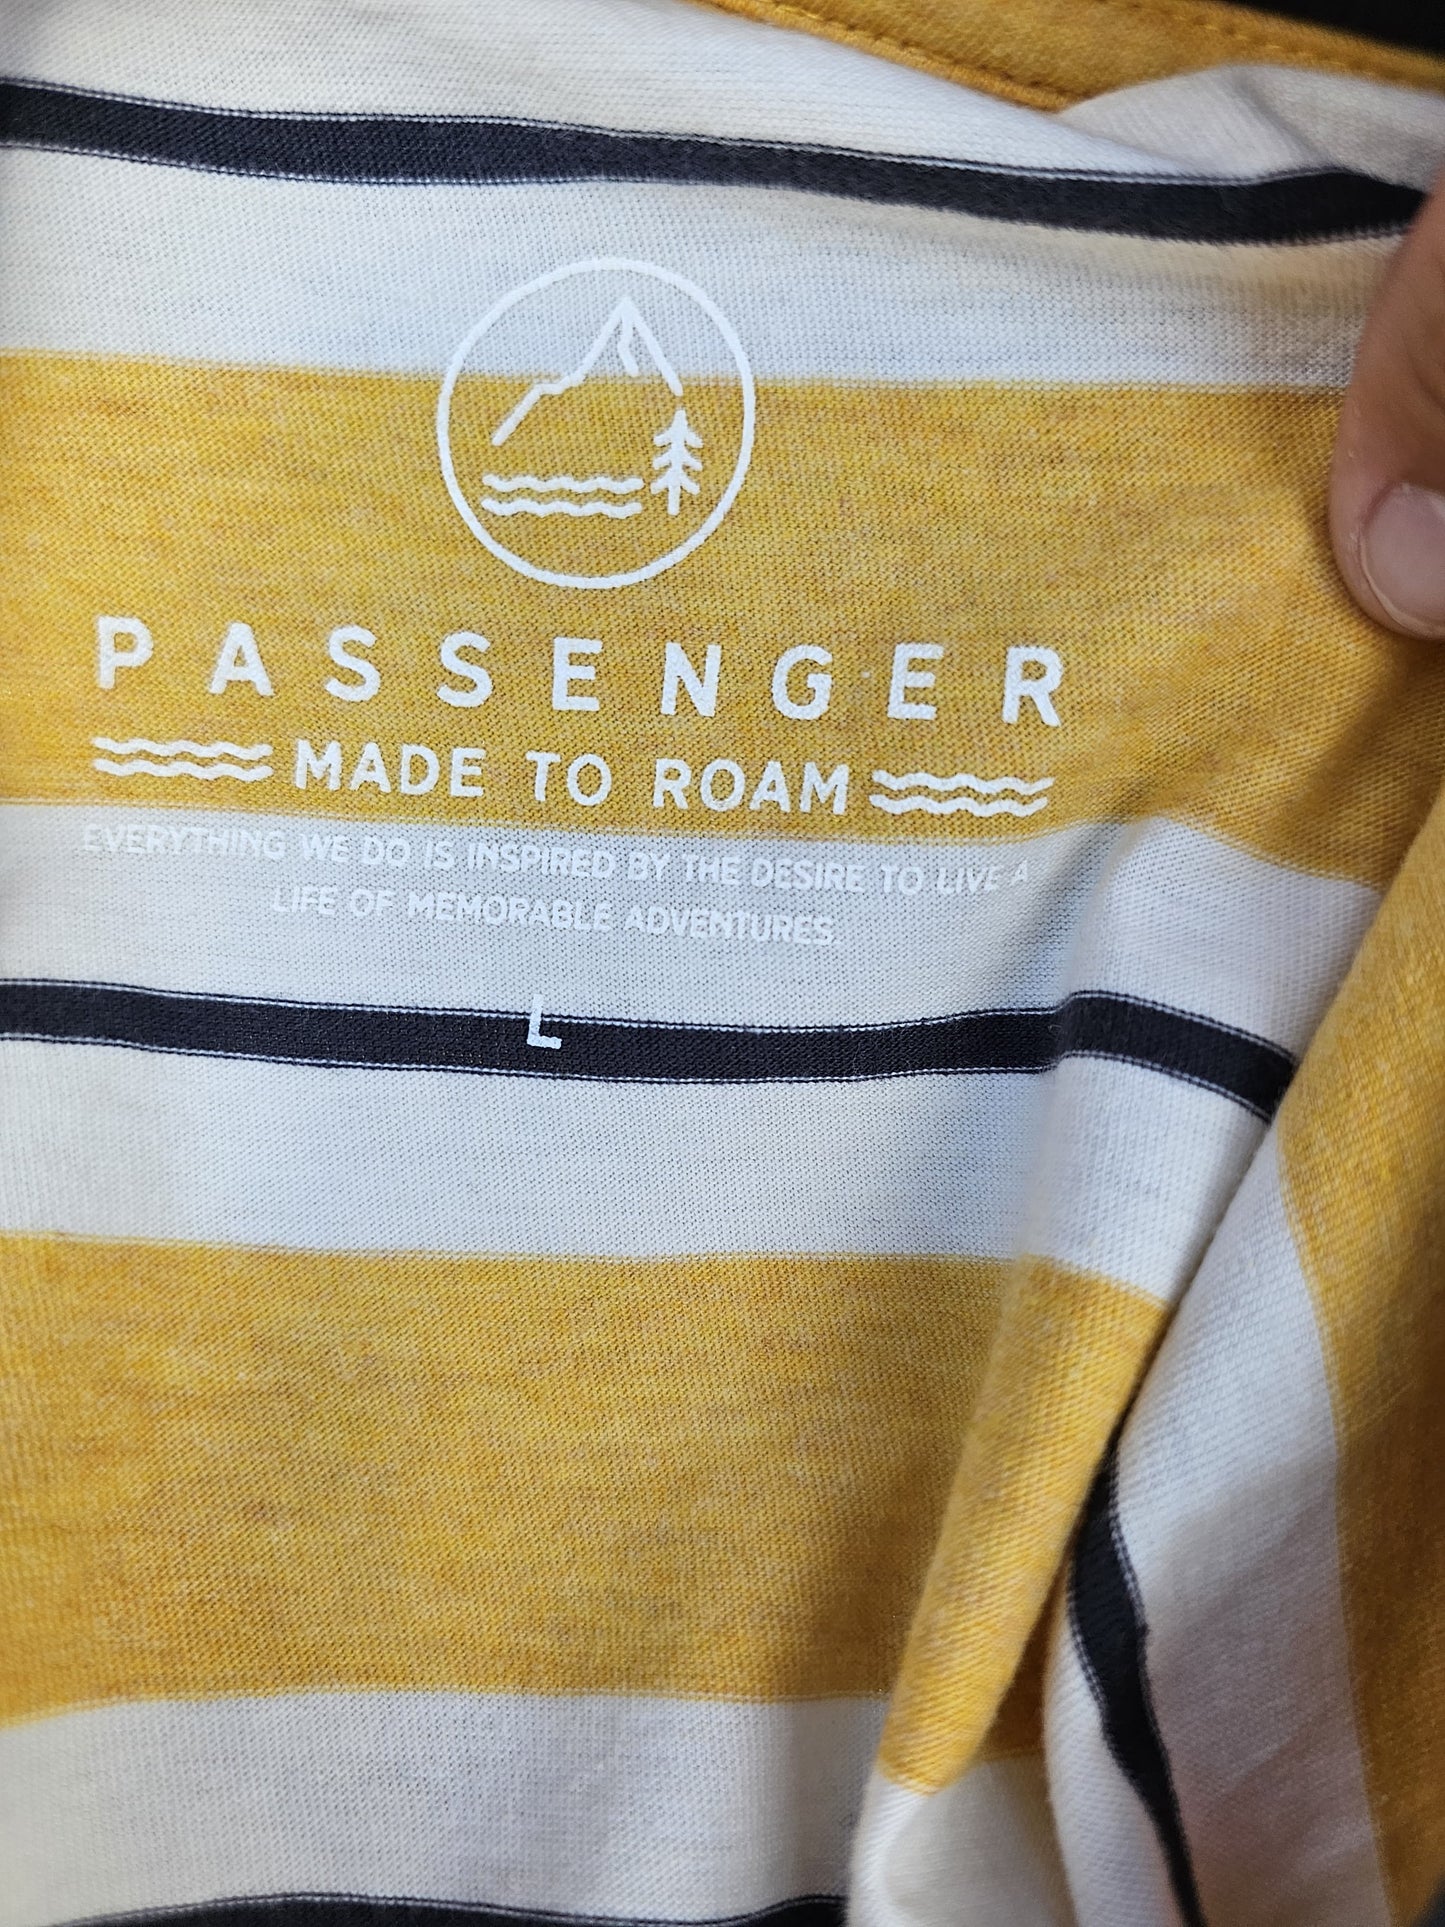 PASSENGER
MADE TO ROAM
EVERYTHING WE DO IS INSPIRED BY THE DESIRE TO LIVE A
LIFE OF MEMORABLE ADVENTURES.
L